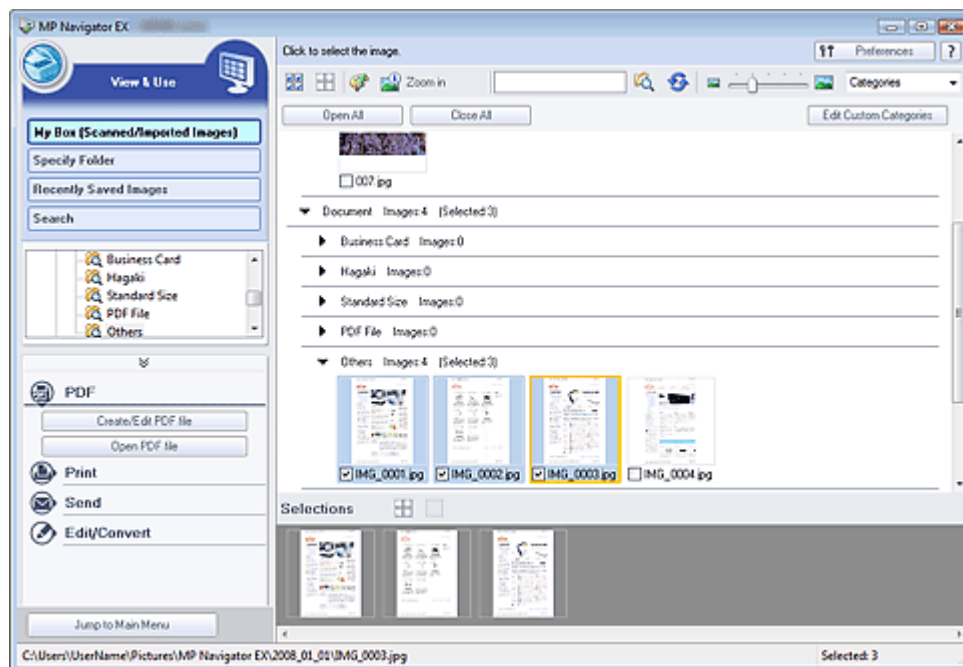 MP Navigator EX
View & Use
My Box (Scanned/Imported Images)
Specify Folder
Recently Saved Images
Search
Business Card
Hagaki
Standard Size
PDF File
Others
PDF
Create/Edit PDF file
Open PDF file
Print
Send
Edit/Convert
Jump to Main Menu
Click to select the image.
Preferences
?
Zoom in
Categories
Open All
Close All
Edit Custom Categories
007.jpg
Document Images:4 (Selected:3)
Business Card Images:0
Hagaki Images:0
Standard Size Images:0
PDF File Images:0
Others Images:4 (Selected:3)
IMG_0001.jpg IMG_0002.jpg IMG_0003.jpg IMG_0004.jpg
Selections
C:\Users\UserName\Pictures\MP Navigator EX\2008_01_01\IMG_0003.jpg
Selected: 3